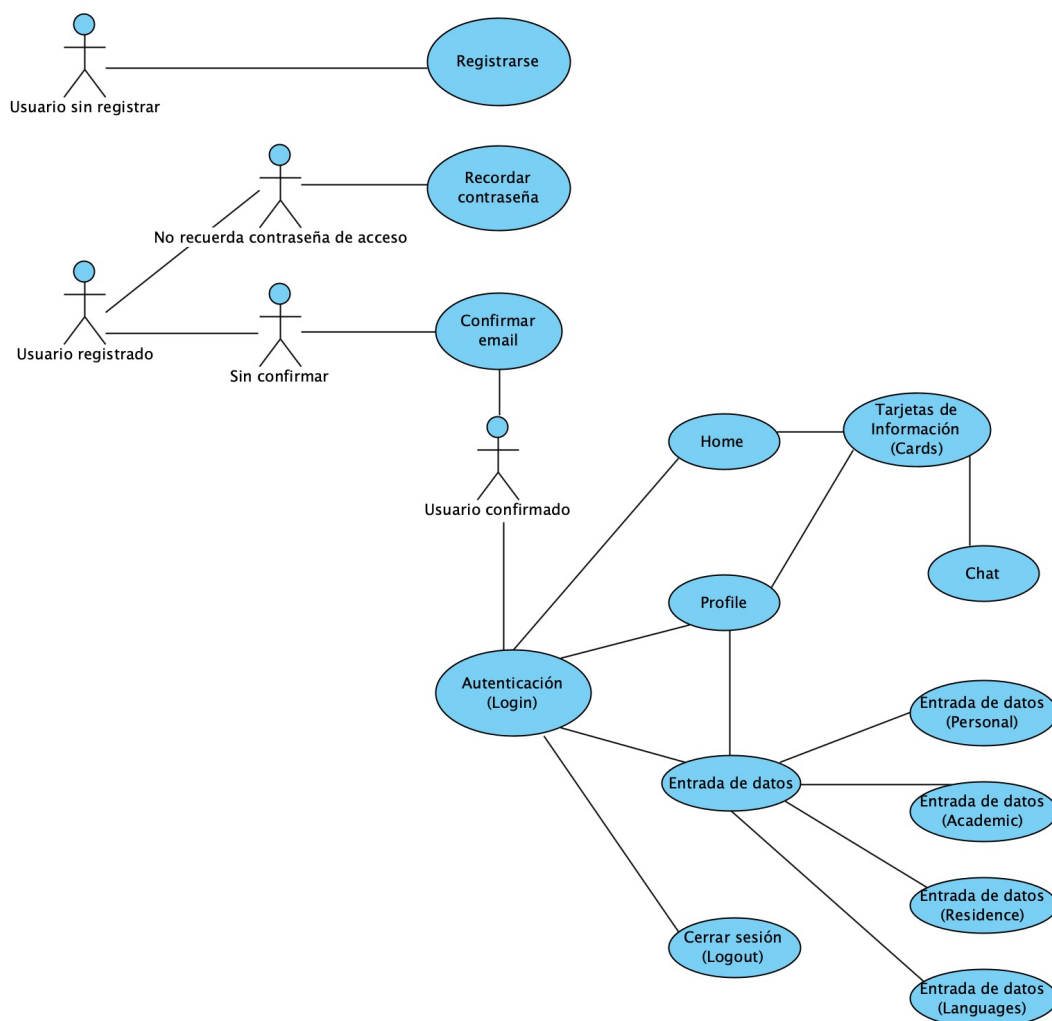 Registrarse
Usuario sin registrar
Recordar
contraseña
No recuerda contraseña de acceso
Confirmar
email
Usuario registrado
Sin confirmar
Tarjetas de
Información
(Cards)
Home
Usuario confirmado
Chat
Profile
Autenticación
(Login)
Entrada de datos
(Personal)
Entrada de datos
Entrada de datos
(Academic)
Entrada de datos
(Residence)
Cerrar sesión
(Logout)
Entrada de datos
(Languages)